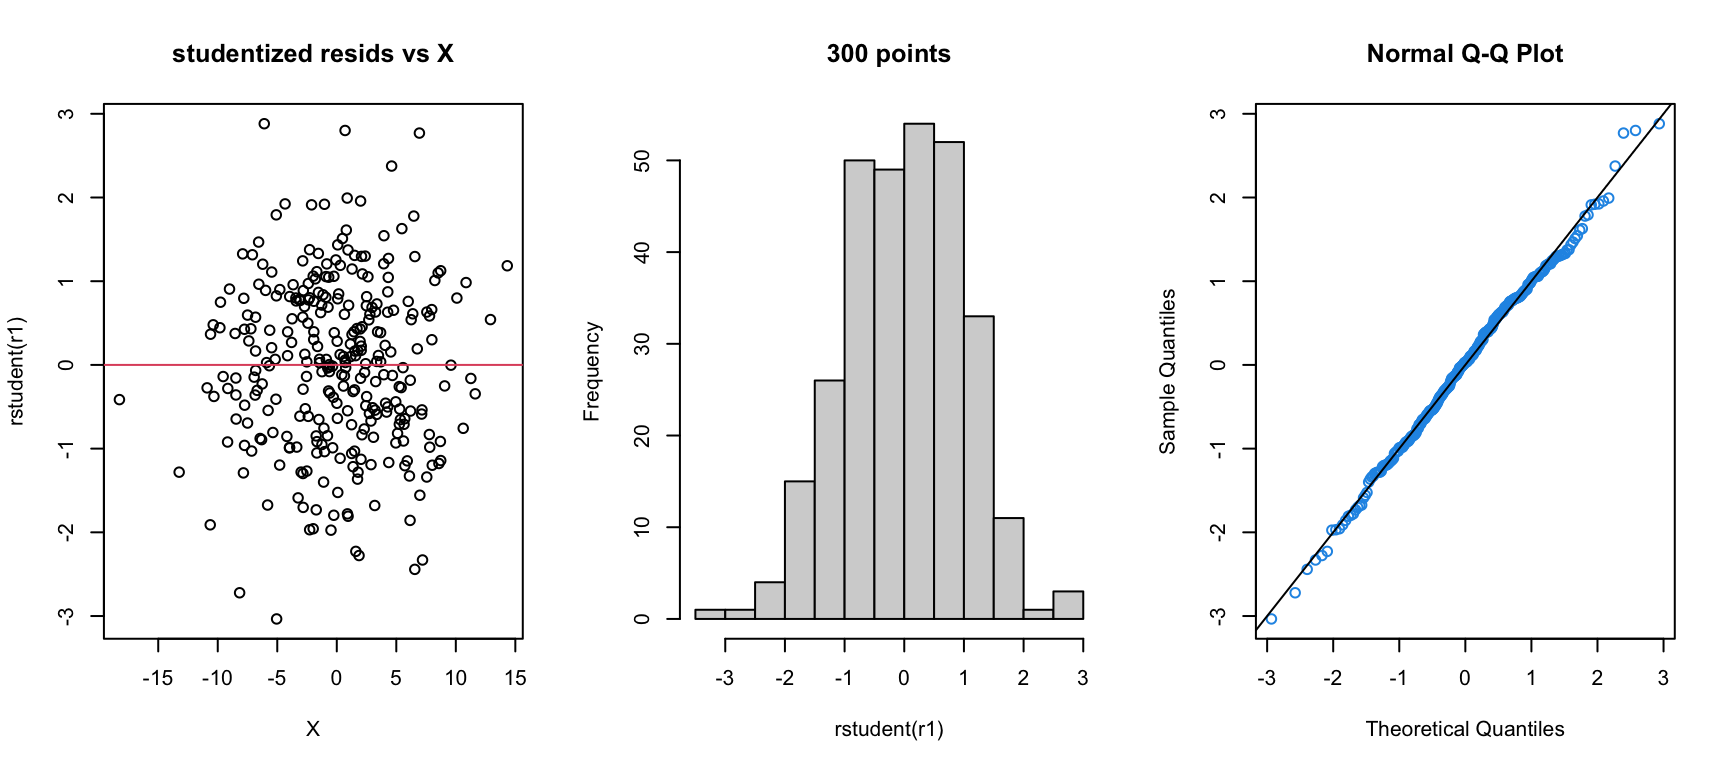 studentized resids vs X
rstudent(r1)
3
2
1
0
-1
-2
-3
-15 -10 -5 0 5 10 15
X
300 points
Frequency
50
40
30
20
10
0
-3 -2 -1 0 1 2 3
rstudent(r1)
Normal Q-Q Plot
Sample Quantiles
3
2
1
0
-1
-2
-3
-3 -2 -1 0 1 2 3
Theoretical Quantiles